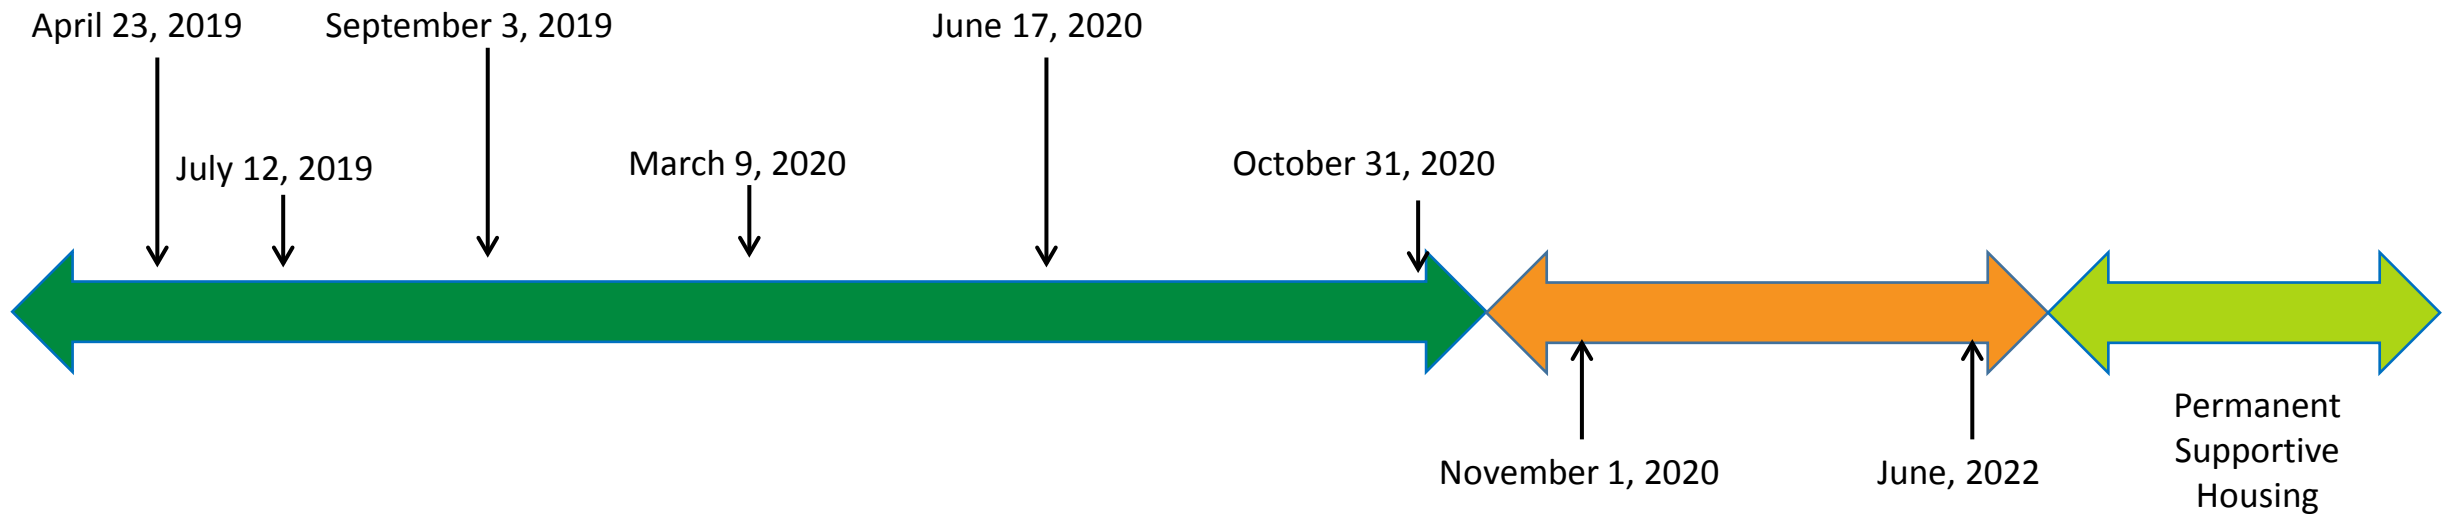 April 23, 2019
September 3, 2019
June 17, 2020
July 12, 2019
March 9, 2020
October 31, 2020
November 1, 2020
June, 2022
Permanent
Supportive
Housing